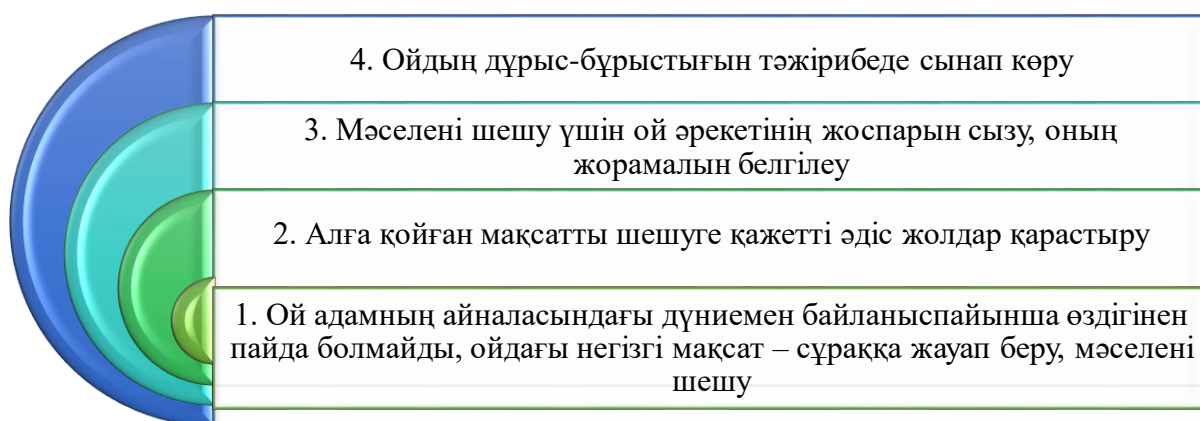 4. Ойдың дұрыс-бұрыстығын тәжірибеде сынап көру
3. Мәселені шешу үшін ой әрекетінің жоспарын сызу, оның
жорамалын белгілеу
2. Алға қойған мақсатты шешуге қажетті әдіс жолдар қарастыру
1. Ой адамның айналасындағы дүниемен байланыспайынша өздігінен
пайда болмайды, ойдағы негізгі мақсат – сұраққа жауап беру, мәселені
шешу